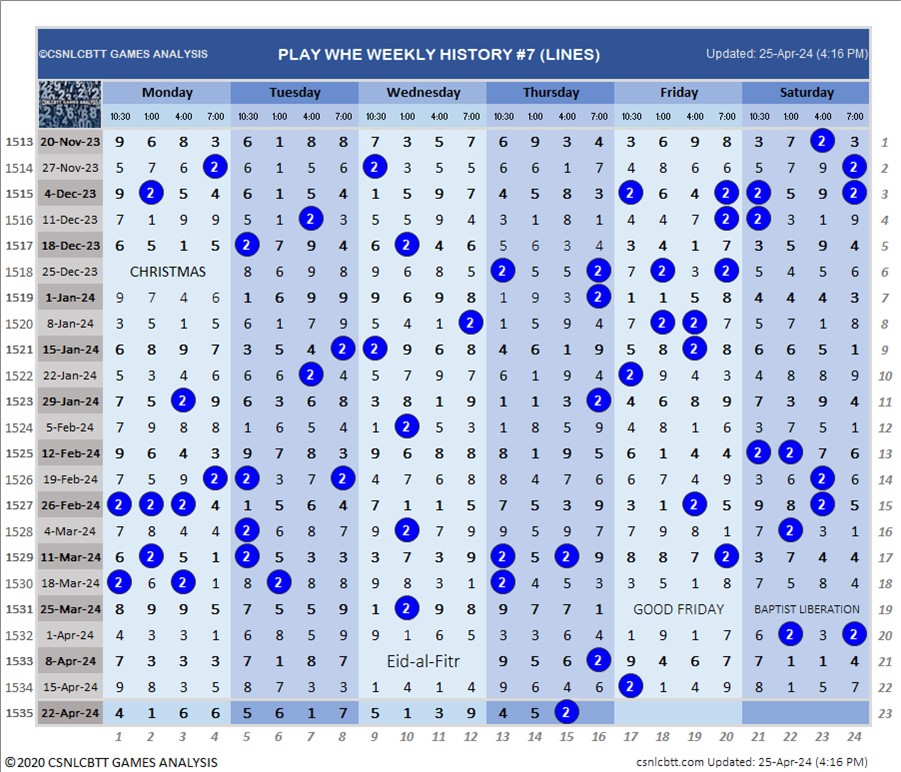 ©CSNLCBTT GAMES ANALYSIS PLAY WHE WEEKLY HISTORY #7 (LINES) Updated: 25-Apr-24 (4:16 PM)
Monday Tuesday Wednesday Thursday Friday Saturday
10:30 1:00 4:00 7:00 10:30 1:00 4:00 7:00 10:30 1:00 4:00 7:00 10:30 1:00 4:00 7:00 10:30 1:00 4:00 7:00 10:30 1:00 4:00 7:00
1513 20-Nov-23 9 6 8 3 6 1 8 8 7 3 5 7 6 9 3 4 3 6 9 8 3 7 2 3 1
1514 27-Nov-23 5 7 6 2 6 1 5 6 2 3 5 5 6 6 1 7 4 8 6 6 5 7 9 2 2
1515 4-Dec-23 9 2 5 4 6 1 5 4 1 5 9 7 4 5 8 3 2 6 6 2 2 5 9 2 3
1516 11-Dec-23 7 1 9 9 5 1 2 3 5 5 9 4 3 1 8 1 4 4 7 2 2 3 1 9 4
1517 18-Dec-23 6 5 1 5 2 7 9 4 6 2 4 6 5 6 3 4 3 4 1 7 3 5 9 4 5
1518 25-Dec-23 CHRISTMAS 8 6 9 8 9 6 8 5 2 5 5 2 7 2 3 2 5 4 5 6 6
1519 1-Jan-24 9 7 4 6 1 6 9 9 9 6 9 8 1 9 3 2 1 1 5 8 4 4 4 3 7
1520 8-Jan-24 3 5 1 5 6 1 7 9 5 4 1 2 1 5 9 4 7 2 2 7 5 7 1 8 8
1521 15-Jan-24 6 8 9 7 3 5 4 2 2 9 6 8 4 6 1 9 5 8 2 8 6 6 5 1 9
1522 22-Jan-24 5 3 4 6 6 6 2 4 5 7 9 7 6 1 9 4 2 9 4 3 4 8 8 9 10
1523 29-Jan-24 7 5 2 9 6 3 6 8 3 8 1 9 1 1 3 2 4 6 8 9 7 3 9 4 11
1524 5-Feb-24 7 9 8 8 1 6 5 4 1 2 5 3 1 8 5 9 4 8 1 6 3 7 5 1 12
1525 12-Feb-24 9 6 4 3 9 7 8 3 9 6 8 8 8 1 9 5 6 1 4 4 2 2 7 6 13
1526 19-Feb-24 7 5 9 2 2 3 7 2 4 7 6 8 8 4 7 6 6 7 4 9 3 6 2 6 14
1527 26-Feb-24 2 2 2 4 1 5 6 4 7 1 1 5 7 5 3 9 3 1 2 5 9 8 2 5 15
1528 4-Mar-24 7 8 4 4 2 6 8 7 9 2 7 9 9 5 9 7 7 9 8 1 7 2 3 1 16
1529 11-Mar-24 6 2 5 1 2 5 3 3 3 7 3 9 2 5 2 9 8 8 7 2 3 7 4 4 17
1530 18-Mar-24 2 6 2 1 8 2 8 8 9 8 3 1 2 4 5 3 3 5 1 8 7 5 8 4 18
1531 25-Mar-24 8 9 9 5 7 5 5 9 1 2 9 8 9 7 7 1 GOOD FRIDAY BAPTIST LIBERATION 19
1532 1-Apr-24 4 3 3 1 6 8 5 9 9 1 6 5 3 3 6 4 1 9 1 7 6 2 3 2 20
1533 8-Apr-24 7 3 3 3 7 1 8 7 Eid-al-Fitr 9 5 6 2 9 4 6 7 7 1 1 4 21
1534 15-Apr-24 9 8 3 5 8 7 3 3 1 4 1 4 9 6 4 6 2 1 4 9 8 1 5 7 22
1535 22-Apr-24 4 1 6 6 5 6 1 7 5 1 3 9 4 5 2 23
1 2 3 4 5 6 7 8 9 10 11 12 13 14 15 16 17 18 19 20 21 22 23 24
©2020 CSNLCBTT GAMES ANALYSIS csnlcbtt.com Updated: 25-Apr-24 (4:16 PM)